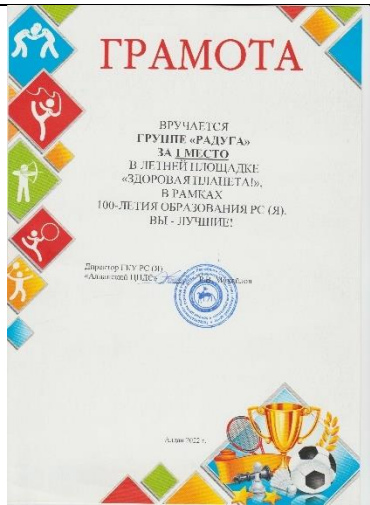 ГРАМОТА
ВРУЧАЕТСЯ
ГРУППЕ «РАДУГА»
ЗА 1 МЕСТО
В ЛЕТНЕЙ ПЛОЩАДКЕ
«ЗДОРОВАЯ ПЛАНЕТА!»,
В РАМКАХ
100-ЛЕТИЯ ОБРАЗОВАНИЯ РС (Я).
ВЫ - ЛУЧШИЕ!
Директор ГКУ РС (Я)
«Алданский
Алдан 2022 г.